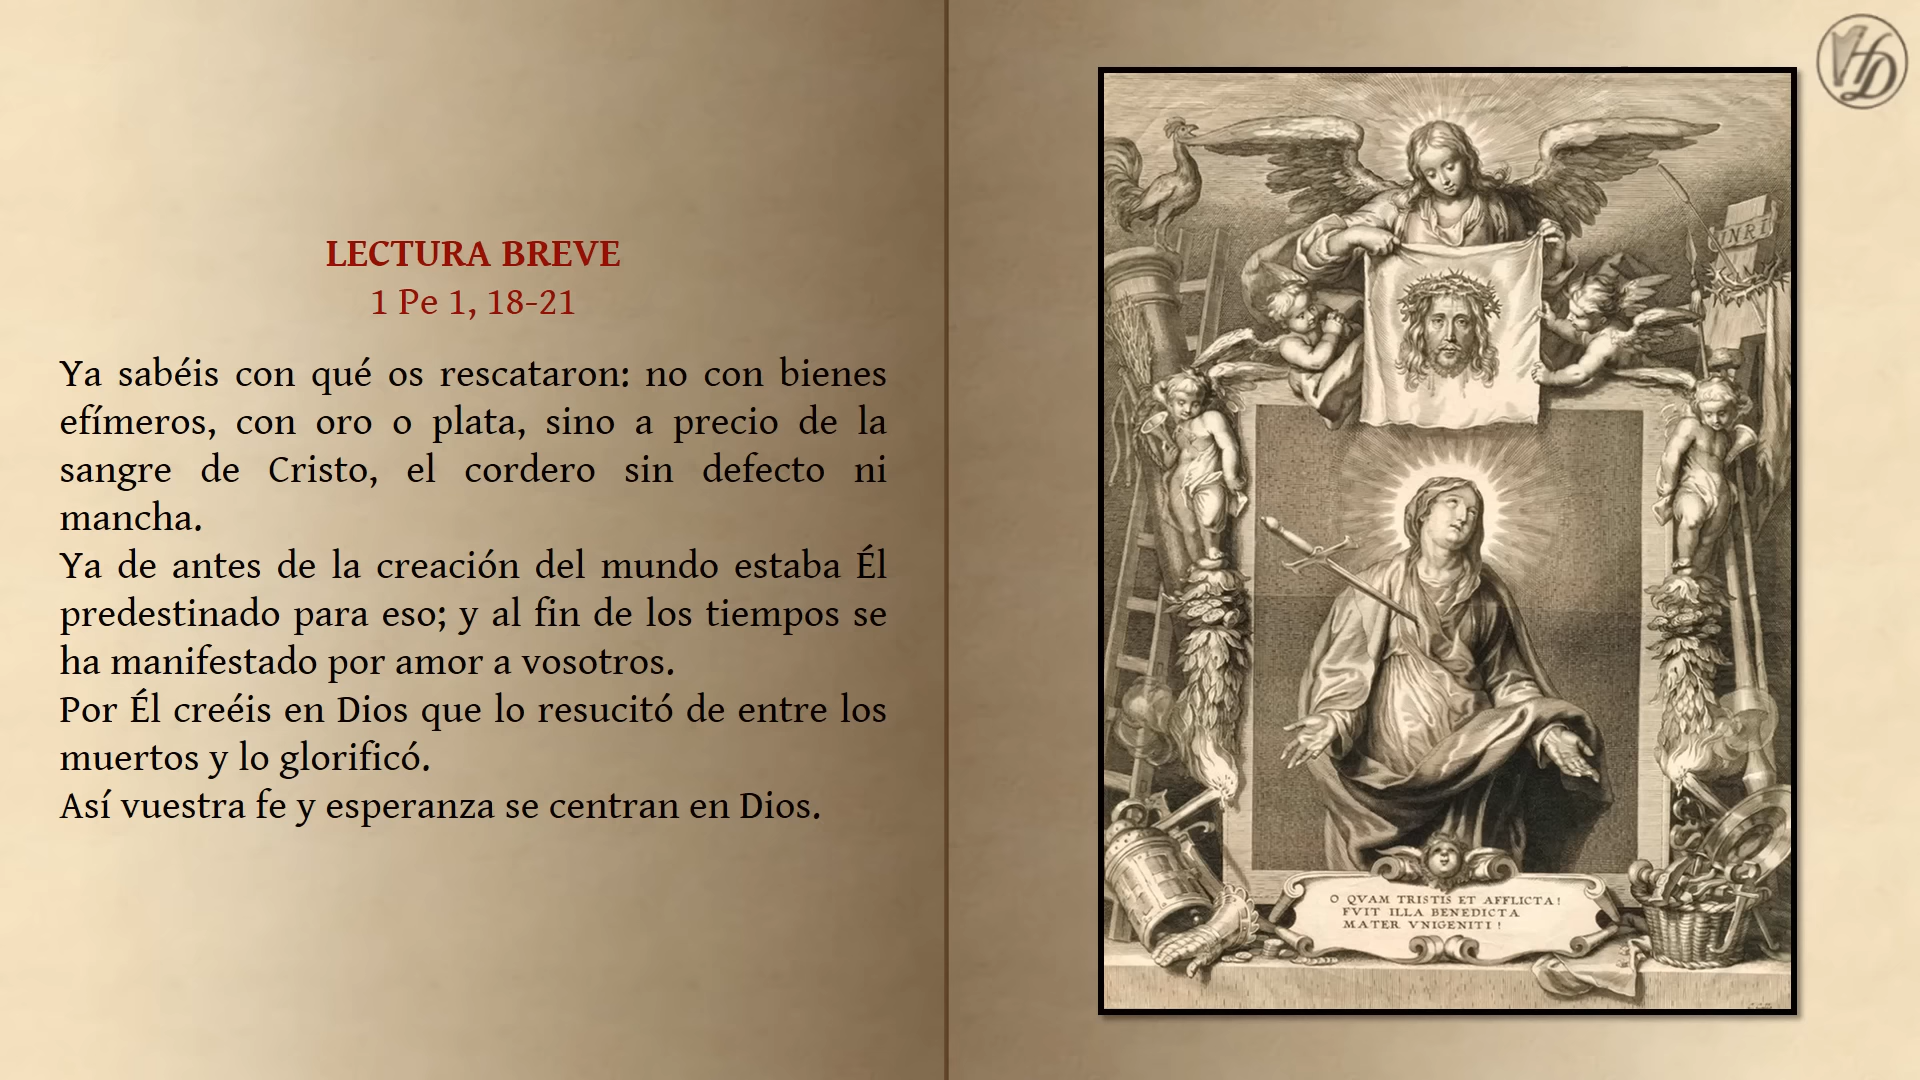 LECTURA BREVE
1 Pe 1, 18-21
Ya sabéis con qué os rescataron: no con bienes
efímeros, con oro o plata, sino a precio de la
sangre de Cristo, el cordero sin defecto ni
mancha.
Ya de antes de la creación del mundo estaba Él
predestinado para eso; y al fin de los tiempos se
ha manifestado por amor a vosotros.
Por Él creéis en Dios que lo resucitó de entre los
muertos y lo glorificó.
Así vuestra fe y esperanza se centran en Dios.
HD
INRI
O QVAM TRISTIS ET AFFLICTA!
FVIT ILLA BENEDICTA
MATER VNIGENITI!